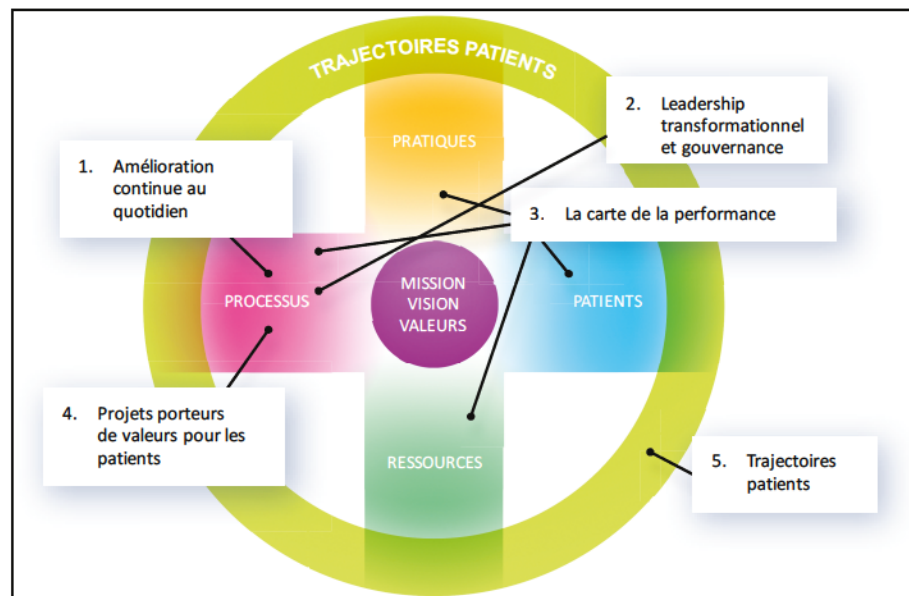 TRAJECTOIRES PATIENTS
PRATIQUES
2. Leadership
transformationnel
et gouvernance
1. Amélioration
continue au
quotidien
3. La carte de la performance
PROCESSUS
MISSION
VISION
VALEURS
PATIENTS
4. Projets porteurs
de valeurs pour les
patients
RESSOURCES
5. Trajectoires
patients